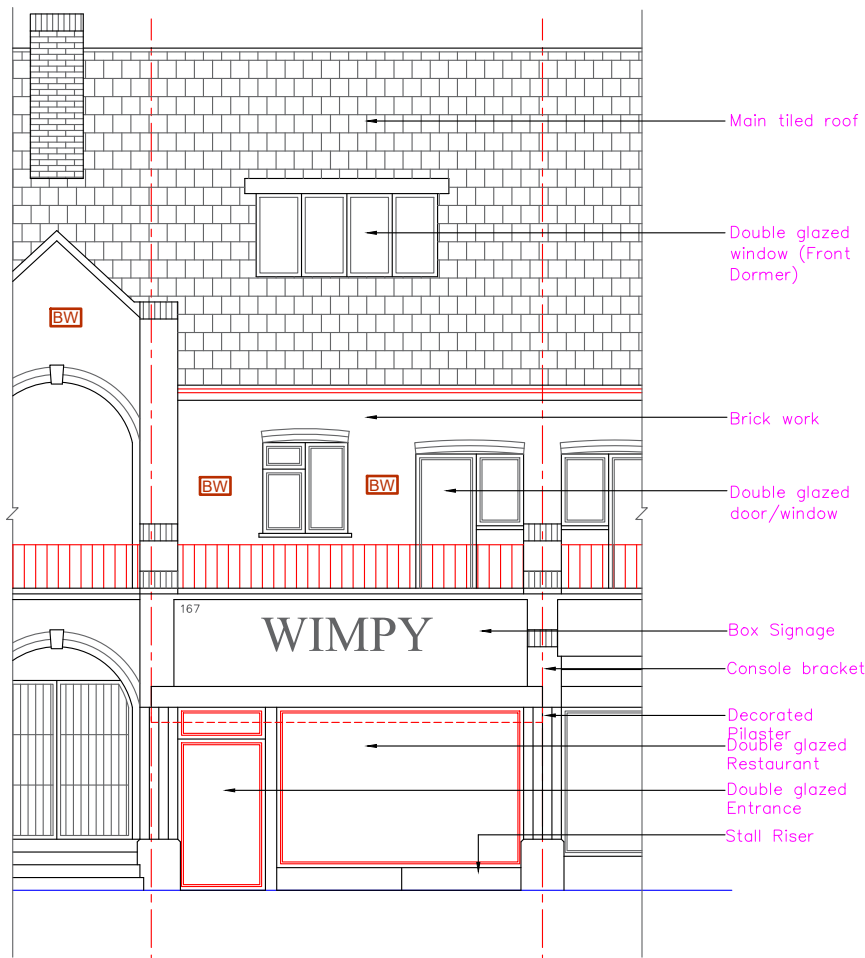 Main tiled roof
Double glazed
window (Front
Dormer)
BW
Brick work
BW
BW
Double glazed
door/window
167
WIMPY
Box Signage
Console bracket
Decorated
Pilaster
Double glazed
Restaurant
Double glazed
Entrance
Stall Riser